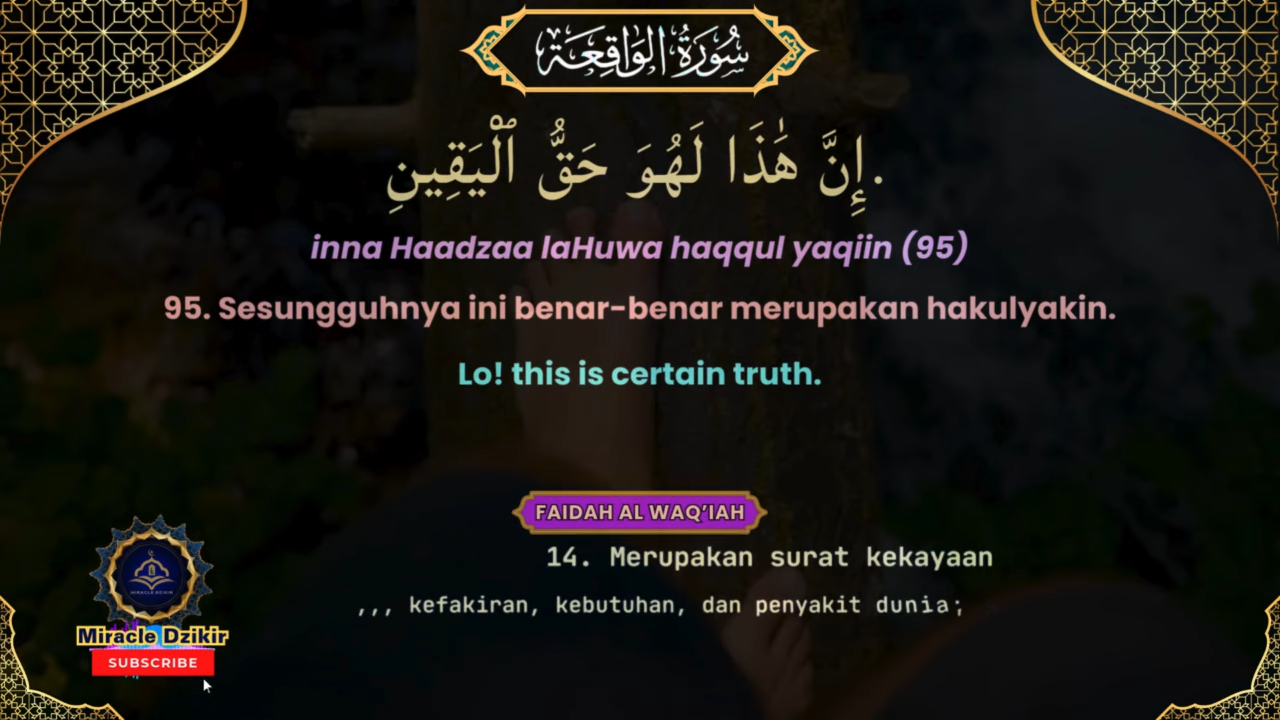 سُورَةُ الوَاقِعَة
إِنَّ هَٰذَا لَهُوَ حَقُّ ٱلْيَقِينِ.
inna Haadzaa laHuwa haqqul yaqiin (95)
95. Sesungguhnya ini benar-benar merupakan hakulyakin.
Lo! this is certain truth.
FAIDAH AL WAQ'IAH
14. Merupakan surat kekayaan
,,, kefakiran, kebutuhan, dan penyakit dunia;
MIRACLE DZIKIR
Miracle Dzikir
SUBSCRIBE